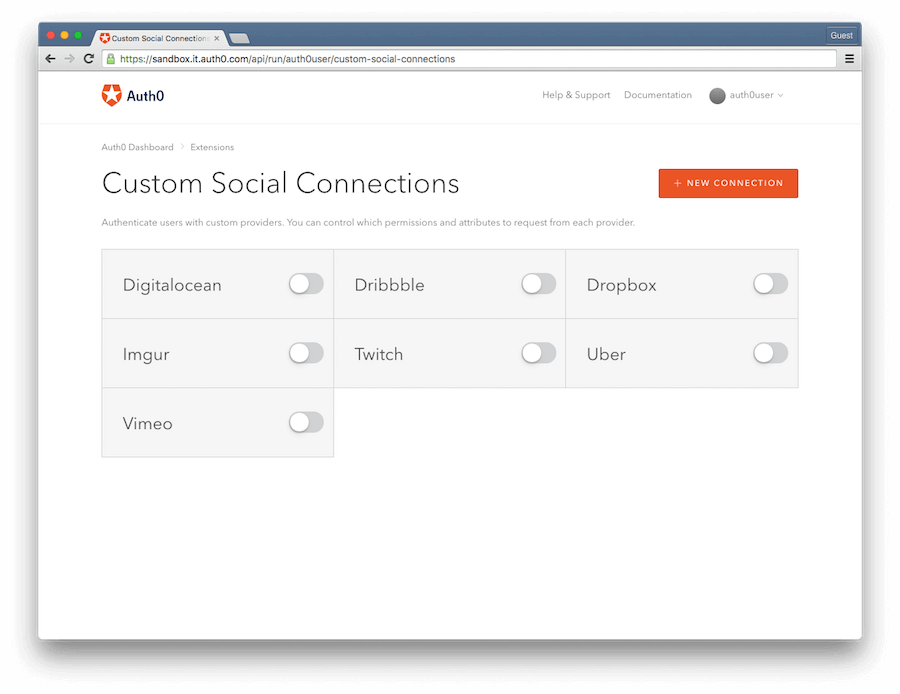 Custom Social Connections
Guest
https://sandbox.it.auth0.com/api/run/auth0user/custom-social-connections
Auth0
Help & Support Documentation auth0user
Auth0 Dashboard > Extensions
Custom Social Connections
+ NEW CONNECTION
Authenticate users with custom providers. You can control which permissions and attributes to request from each provider.
Digitalocean
Dribbble
Dropbox
Imgur
Twitch
Uber
Vimeo